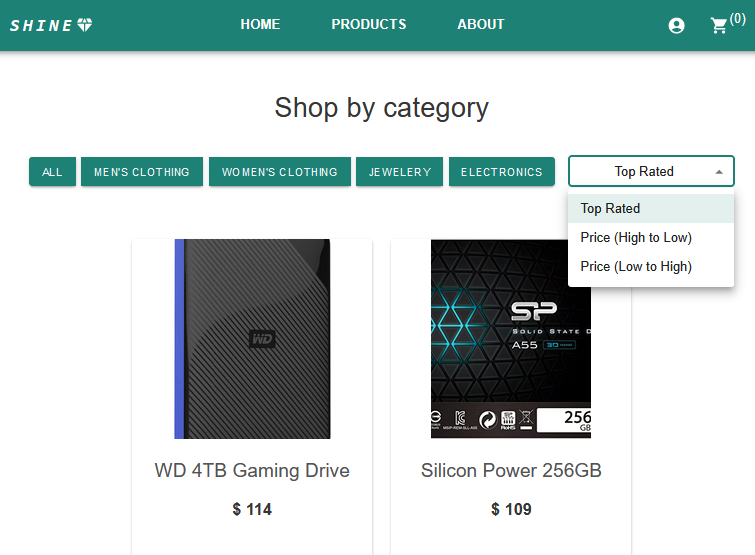 SHINE
HOME PRODUCTS ABOUT
(0)
Shop by category
ALL MEN'S CLOTHING WOMEN'S CLOTHING JEWELERY ELECTRONICS Top Rated
Top Rated
Price (High to Low)
Price (Low to High)
WD
SP
SOLID STATE D
A55 3D
RoHS
256
GB
WD 4TB Gaming Drive Silicon Power 256GB
$ 114 $ 109